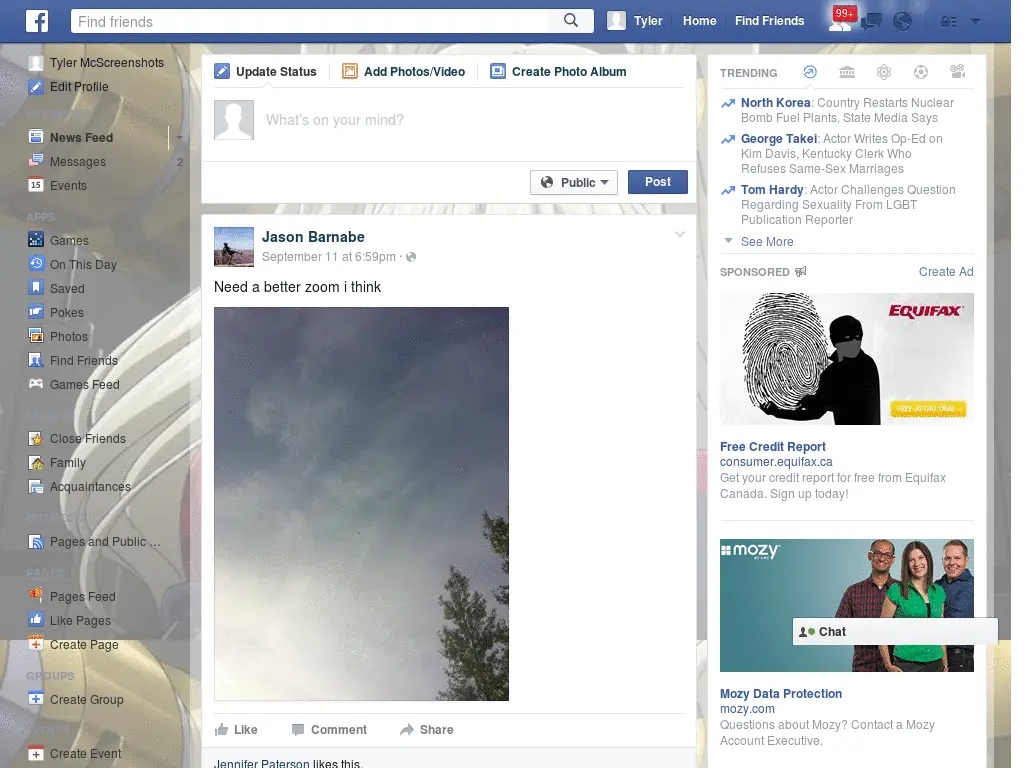 Find friends
Tyler
Home
Find Friends
99+
Tyler McScreenshots
Edit Profile
News Feed
Messages
2
15
Events
APPS
Games
On This Day
Saved
Pokes
Photos
Find Friends
Games Feed
Close Friends
Family
Acquaintances
Pages and Public ...
PAGES
Pages Feed
Like Pages
Create Page
GROUPS
Create Group
EVENTS
Create Event
Update Status
Add Photos/Video
Create Photo Album
What's on your mind?
Public
Post
Jason Barnabe
September 11 at 6:59pm ·
Need a better zoom i think
Like
Comment
Share
Jennifer Paterson likes this.
TRENDING
North Korea: Country Restarts Nuclear
Bomb Fuel Plants, State Media Says
George Takei: Actor Writes Op-Ed on
Kim Davis, Kentucky Clerk Who
Refuses Same-Sex Marriages
Tom Hardy: Actor Challenges Question
Regarding Sexuality From LGBT
Publication Reporter
See More
SPONSORED
Create Ad
EQUIFAX
FREE 30-DAY TRIAL
Free Credit Report
consumer.equifax.ca
Get your credit report for free from Equifax
Canada. Sign up today!
mozy
Chat
Mozy Data Protection
mozy.com
Questions about Mozy? Contact a Mozy
Account Executive.